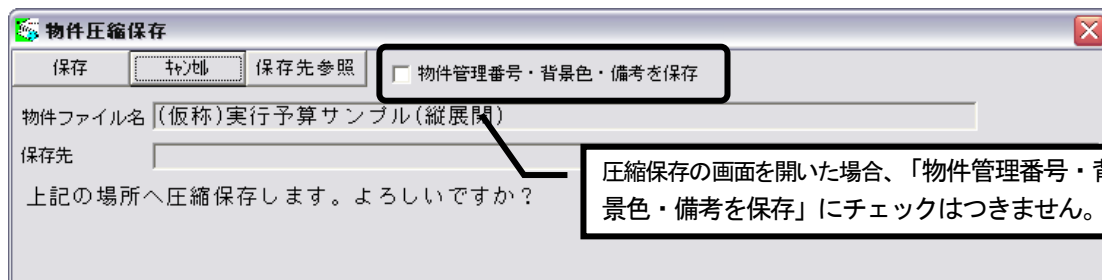 物件圧縮保存
保存 ｷｬﾝｾﾙ 保存先参照 物件管理番号・背景色・備考を保存
物件ファイル名 (仮称)実行予算サンプル(縦展開)
保存先
圧縮保存の画面を開いた場合、「物件管理番号・背
景色・備考を保存」にチェックはつきません。
上記の場所へ圧縮保存します。よろしいですか？